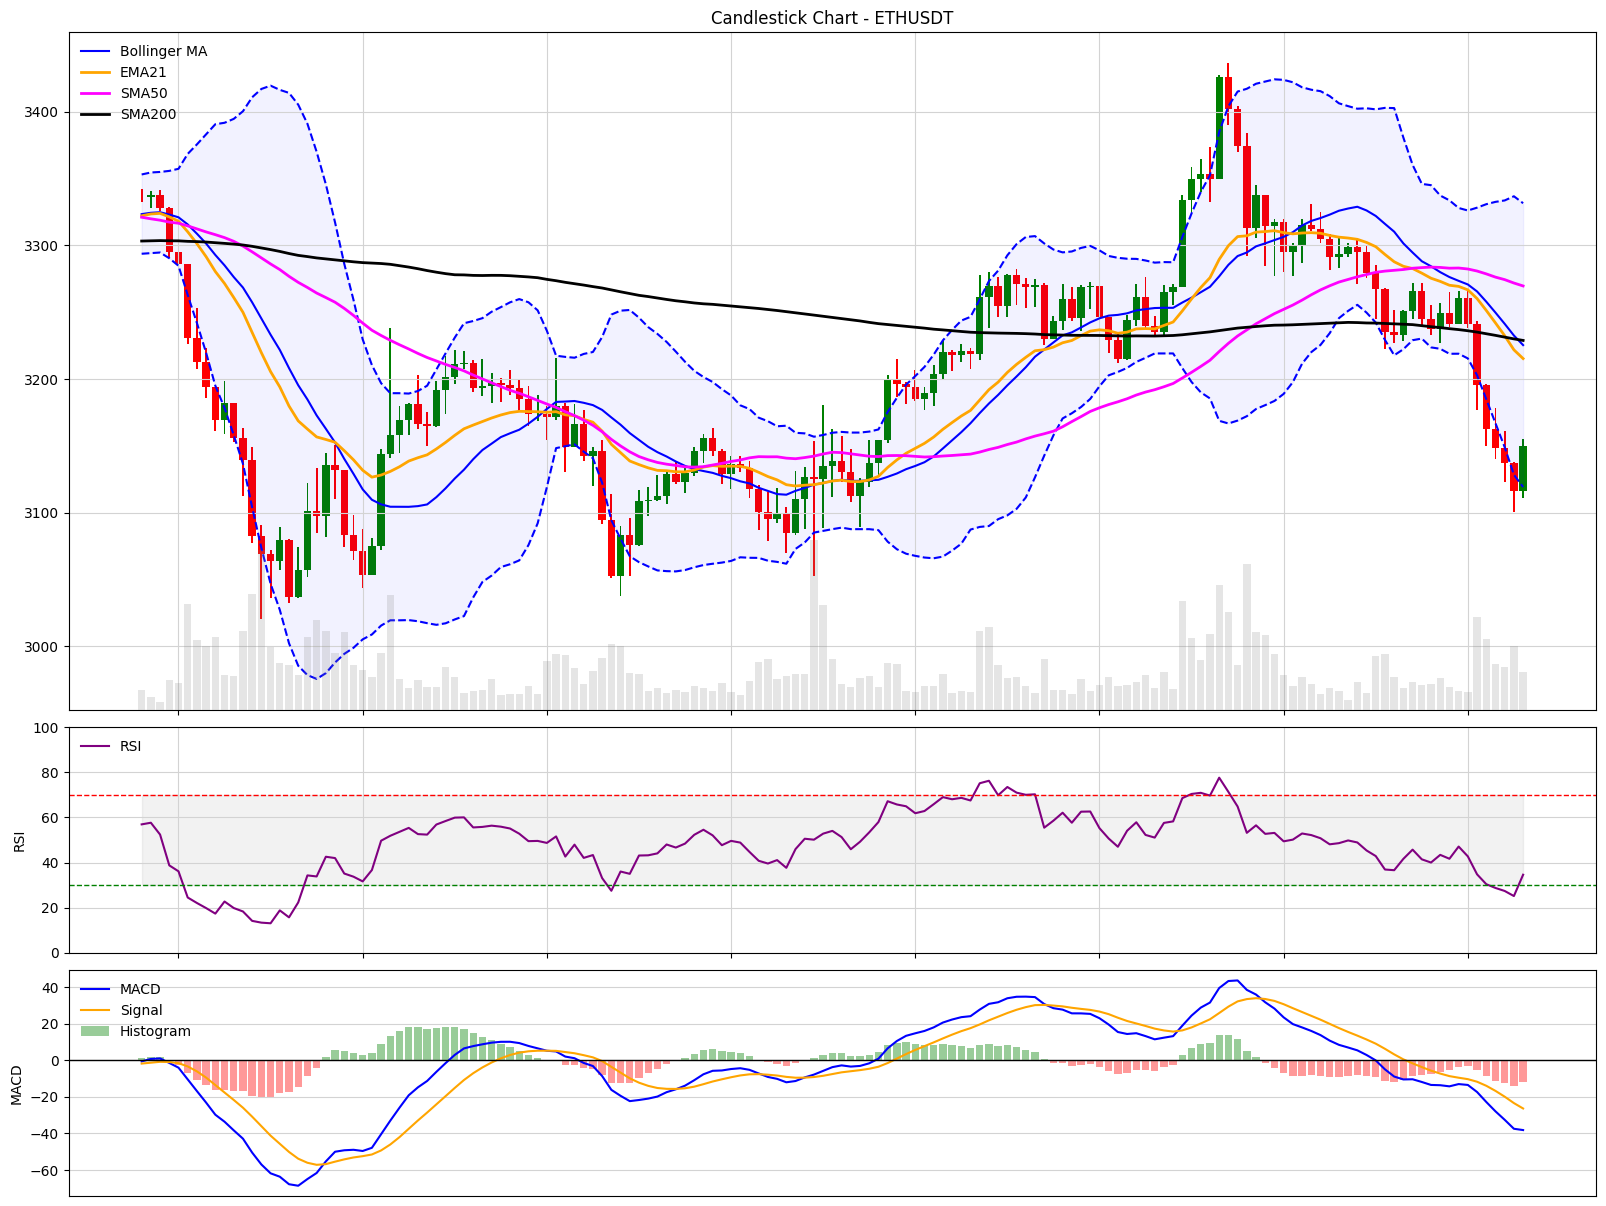 Candlestick Chart - ETHUSDT
Bollinger MA
EMA21
SMA50
SMA200
3400
3300
3200
3100
3000
RSI
100
80
60
40
20
0
RSI
MACD
Signal
Histogram
40
20
0
−20
−40
−60
MACD